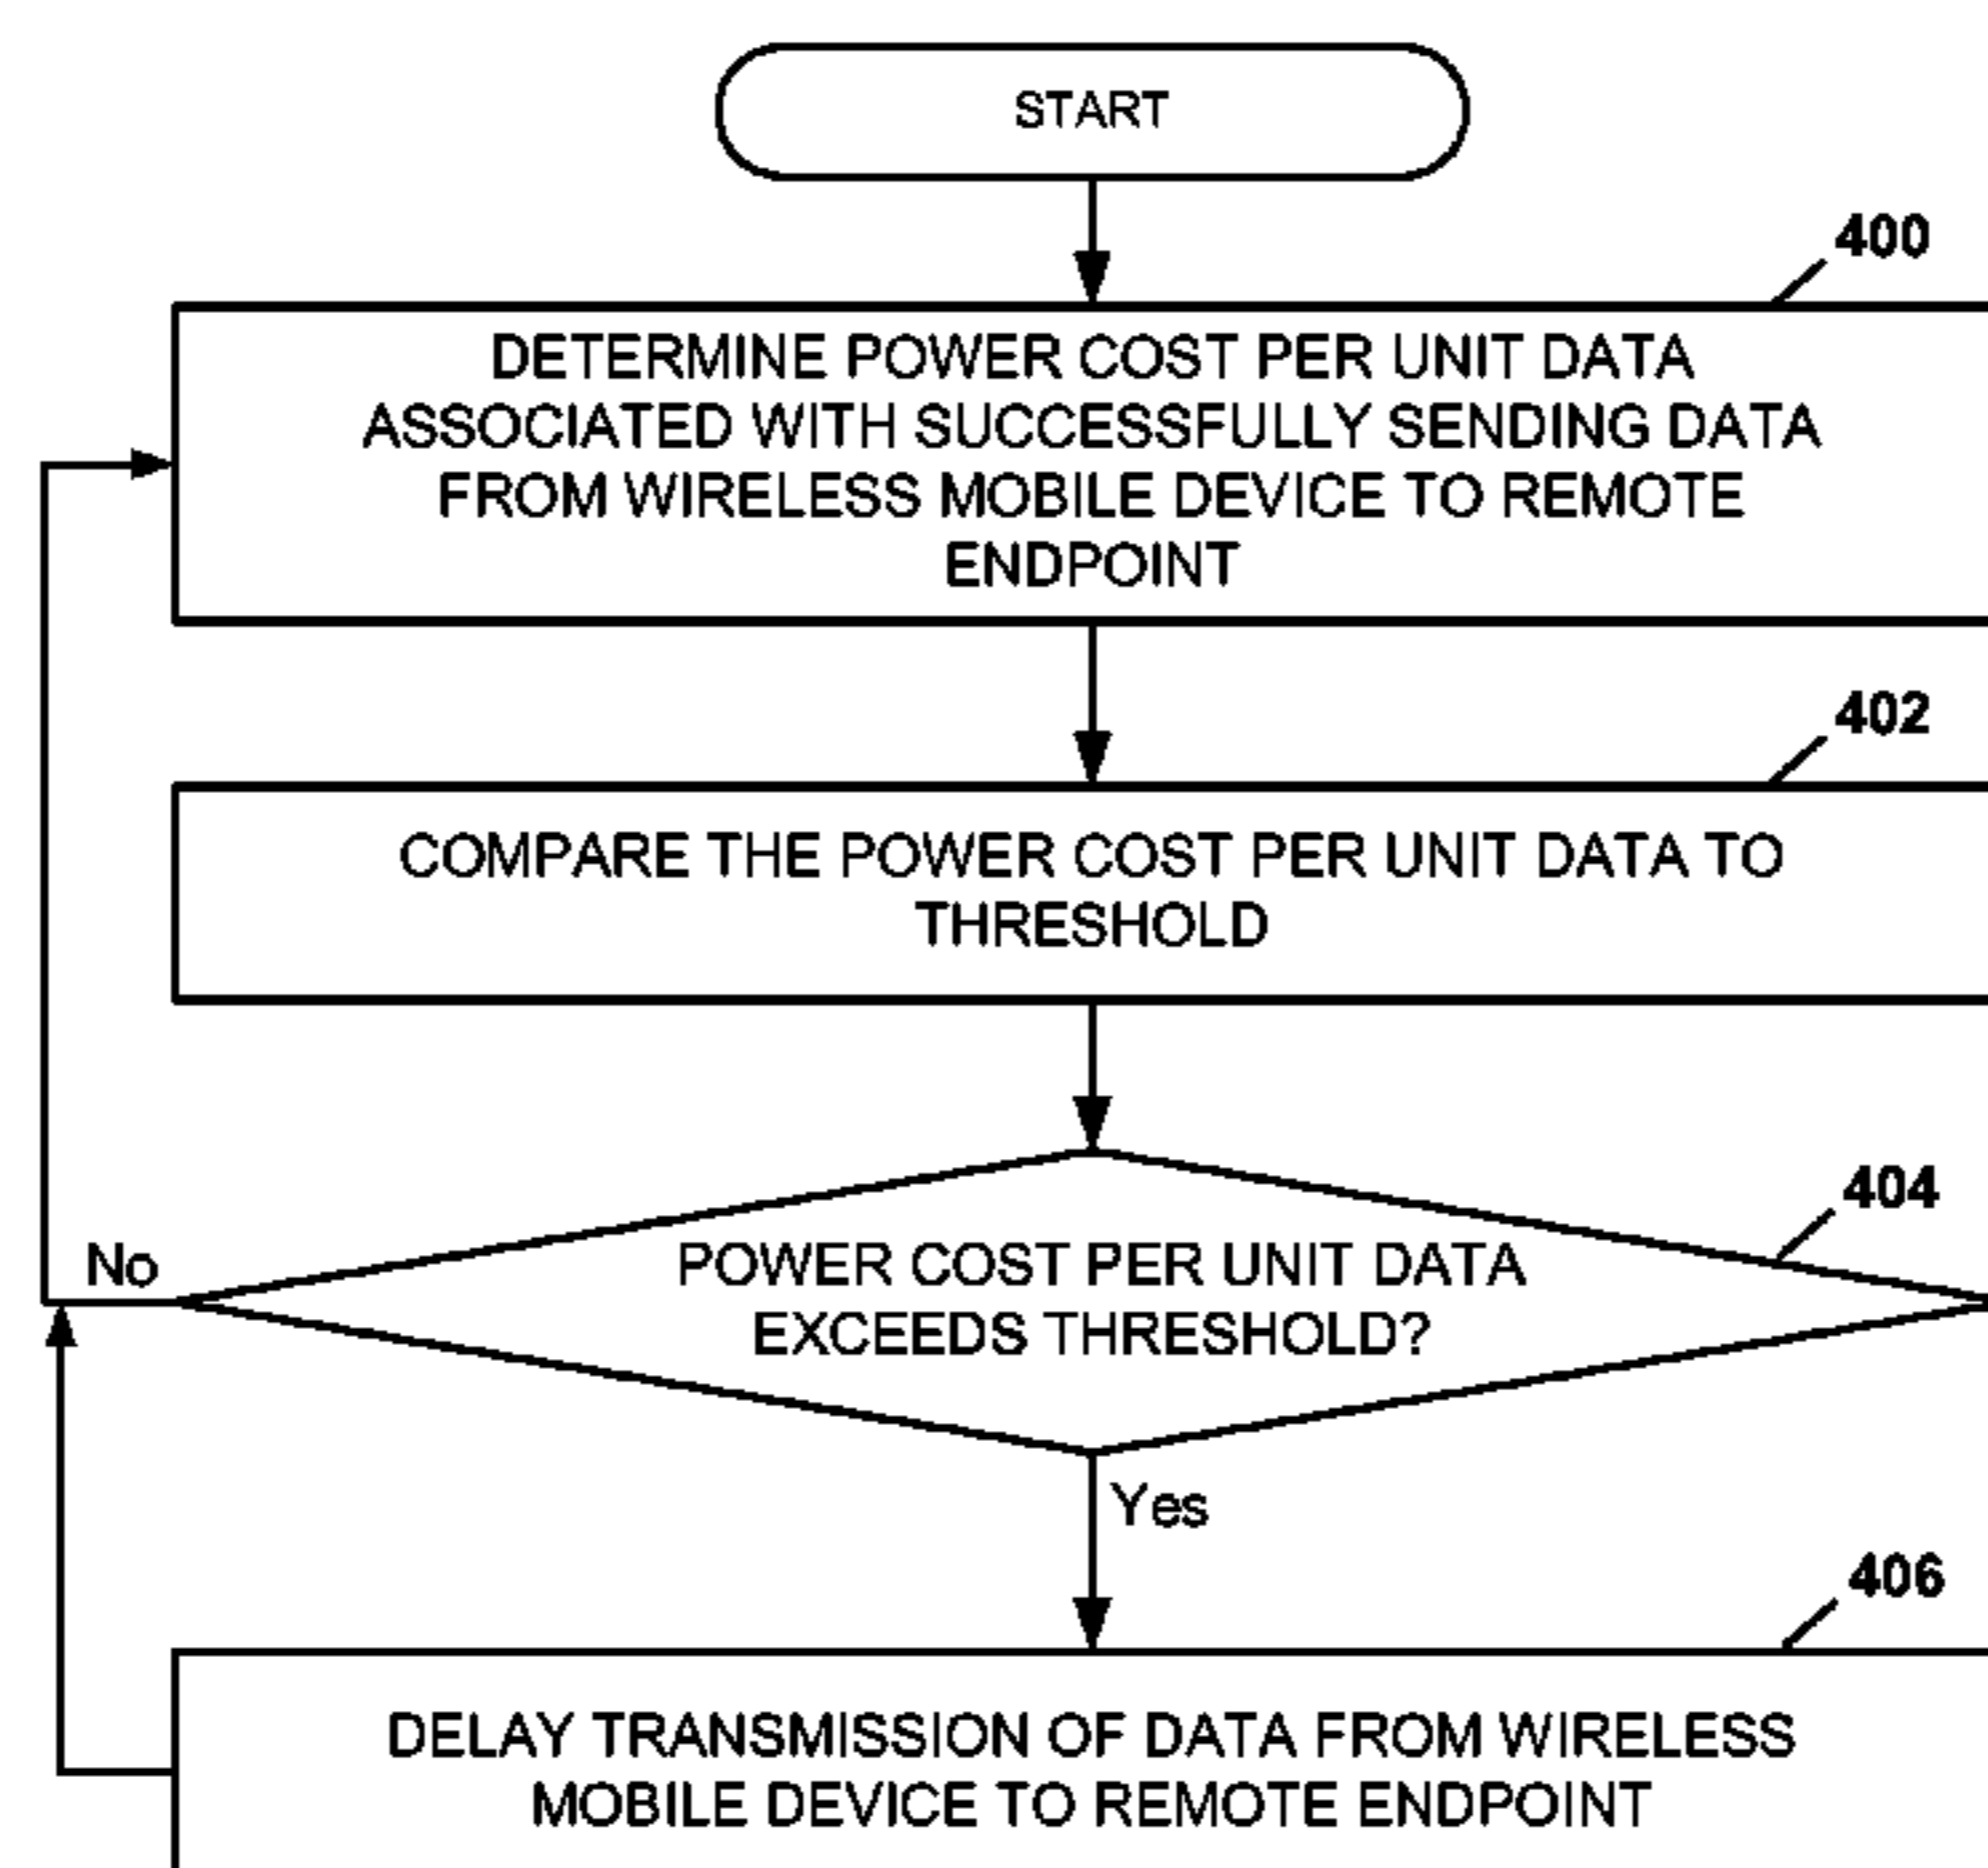 START
400
DETERMINE POWER COST PER UNIT DATA
ASSOCIATED WITH SUCCESSFULLY SENDING DATA
FROM WIRELESS MOBILE DEVICE TO REMOTE
ENDPOINT
402
COMPARE THE POWER COST PER UNIT DATA TO
THRESHOLD
404
No
POWER COST PER UNIT DATA
EXCEEDS THRESHOLD?
Yes
406
DELAY TRANSMISSION OF DATA FROM WIRELESS
MOBILE DEVICE TO REMOTE ENDPOINT